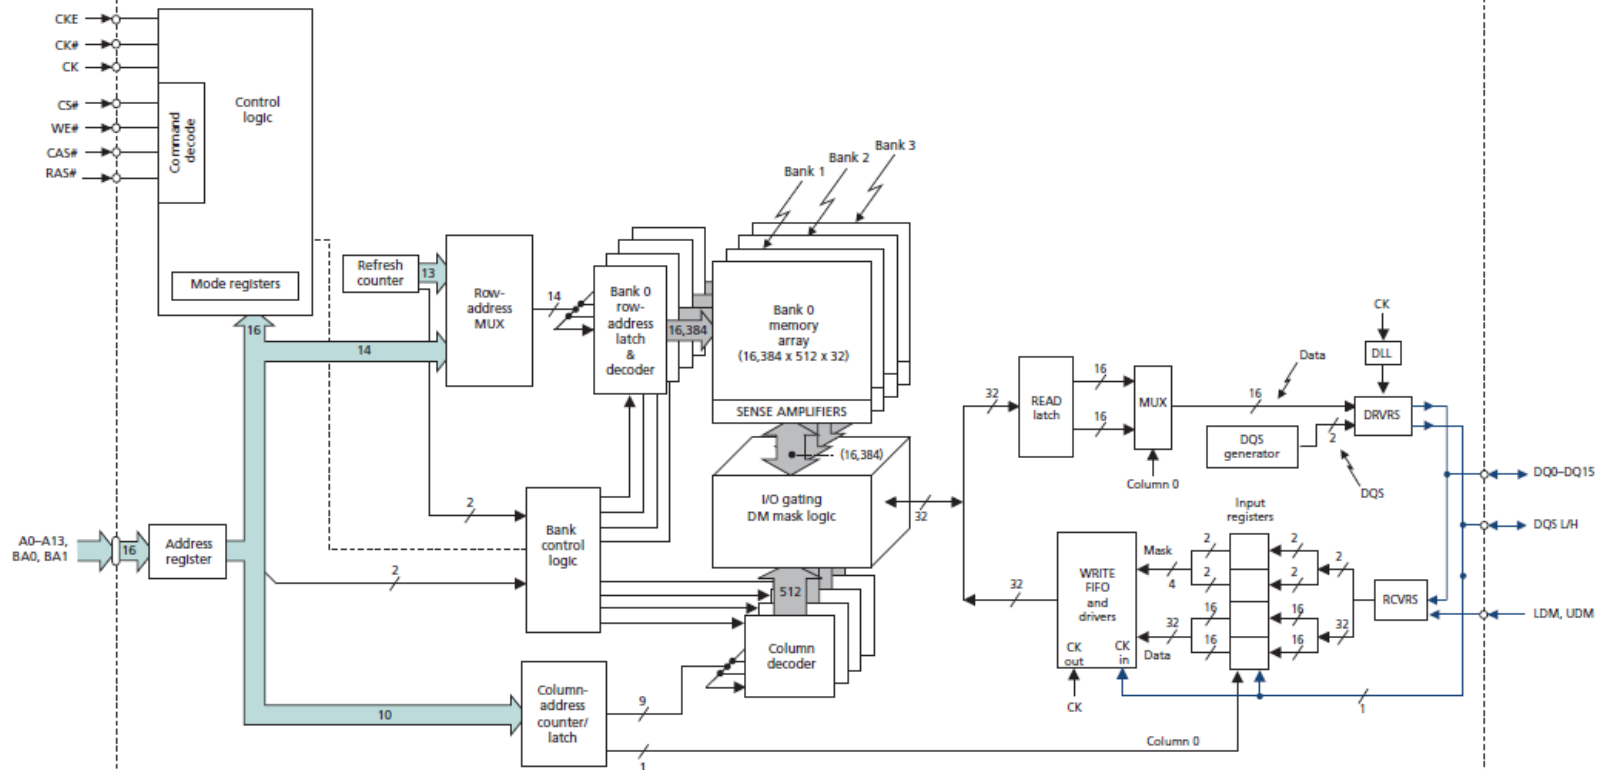 CKE
CK#
CK
CS#
WE#
CAS#
RAS#
Control
logic
Command
decode
Mode registers
Refresh
counter
13
Row-
address
MUX
14
16
14
Bank 0
row-
address
latch
&
decoder
16,384
Bank 1
Bank 2
Bank 3
Bank 0
memory
array
(16,384 x 512 x 32)
SENSE AMPLIFIERS
(16,384)
I/O gating
DM mask logic
32
2
Bank
control
logic
2
A0–A13,
BA0, BA1
16
Address
register
512
Column
decoder
10
Column-
address
counter/
latch
9
1
Column 0
32
READ
latch
16
16
MUX
Column 0
Data
16
DQS
generator
2
DQS
CK
DLL
DRVRS
DQ0–DQ15
DQS L/H
LDM, UDM
RCVRS
Input
registers
2
2
2
2
2
16
16
16
16
32
Mask
4
32
Data
WRITE
FIFO
and
drivers
CK
out
CK
in
CK
32
1